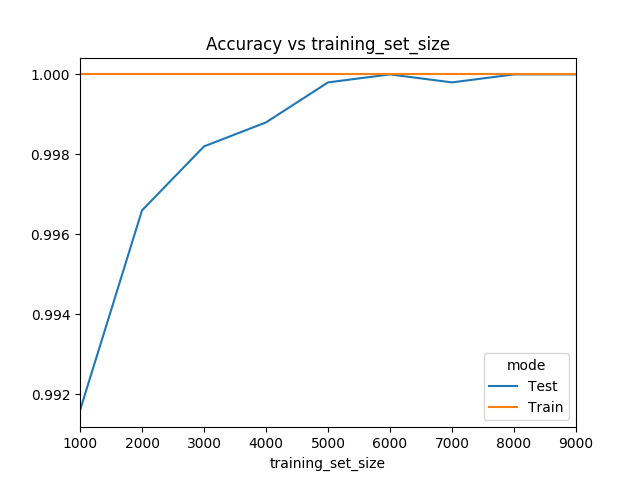 Accuracy vs training_set_size
1.000
0.998
0.996
0.994
0.992
mode
Test
Train
1000 2000 3000 4000 5000 6000 7000 8000 9000
training_set_size